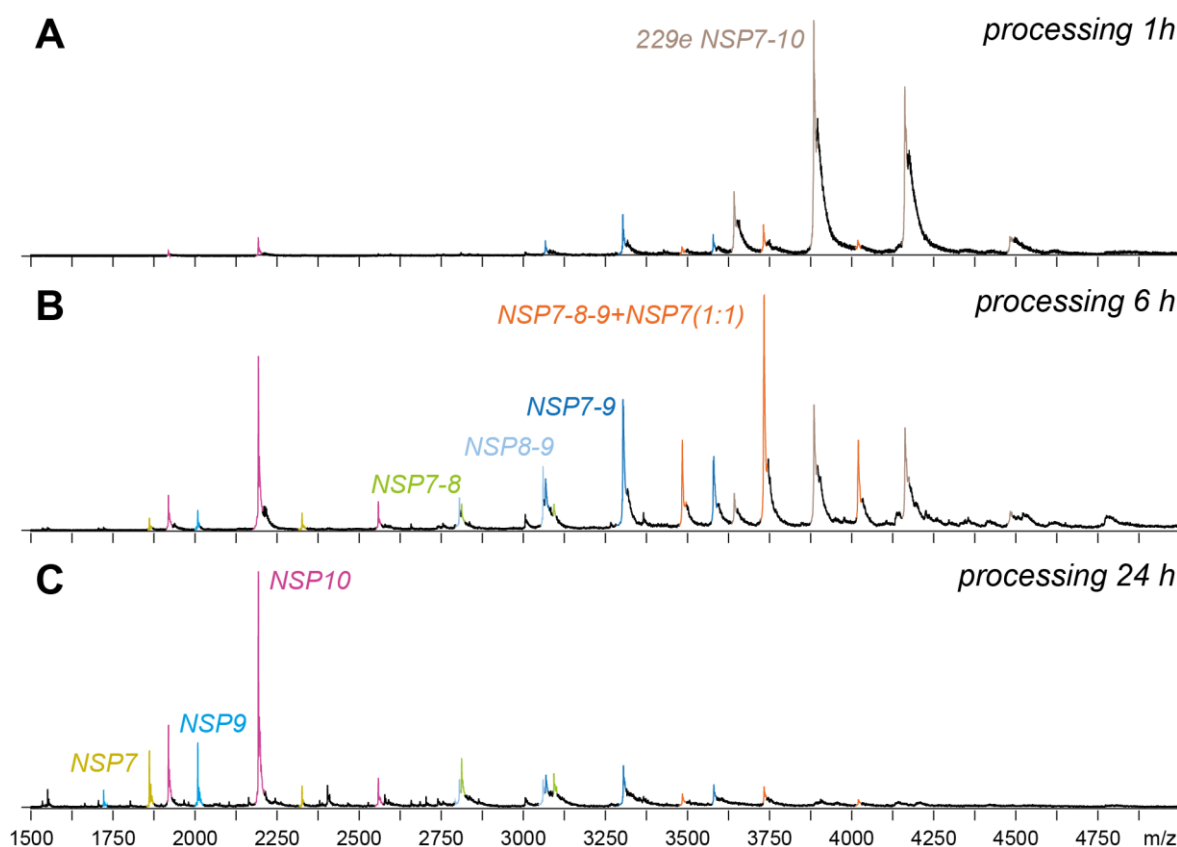 A
229e NSP7-10
processing 1h
B
processing 6 h
NSP7-8-9+NSP7(1:1)
NSP7-9
NSP8-9
NSP7-8
C
processing 24 h
NSP10
NSP9
NSP7
1500 1750 2000 2250 2500 2750 3000 3250 3500 3750 4000 4250 4500 4750 m/z